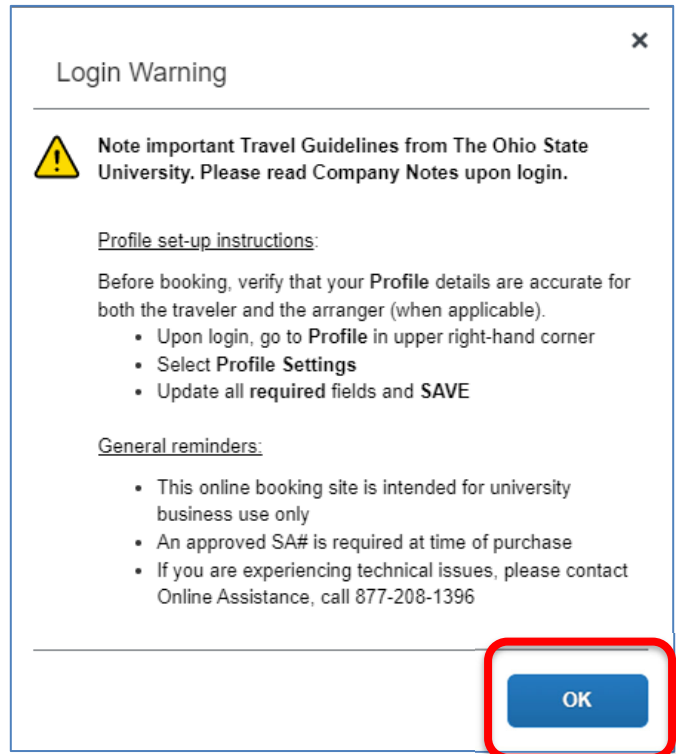 Login Warning
Note important Travel Guidelines from The Ohio State
University. Please read Company Notes upon login.
Profile set-up instructions:
Before booking, verify that your Profile details are accurate for
both the traveler and the arranger (when applicable).
• Upon login, go to Profile in upper right-hand corner
• Select Profile Settings
• Update all required fields and SAVE
General reminders:
• This online booking site is intended for university
business use only
• An approved SA# is required at time of purchase
• If you are experiencing technical issues, please contact
Online Assistance, call 877-208-1396
OK